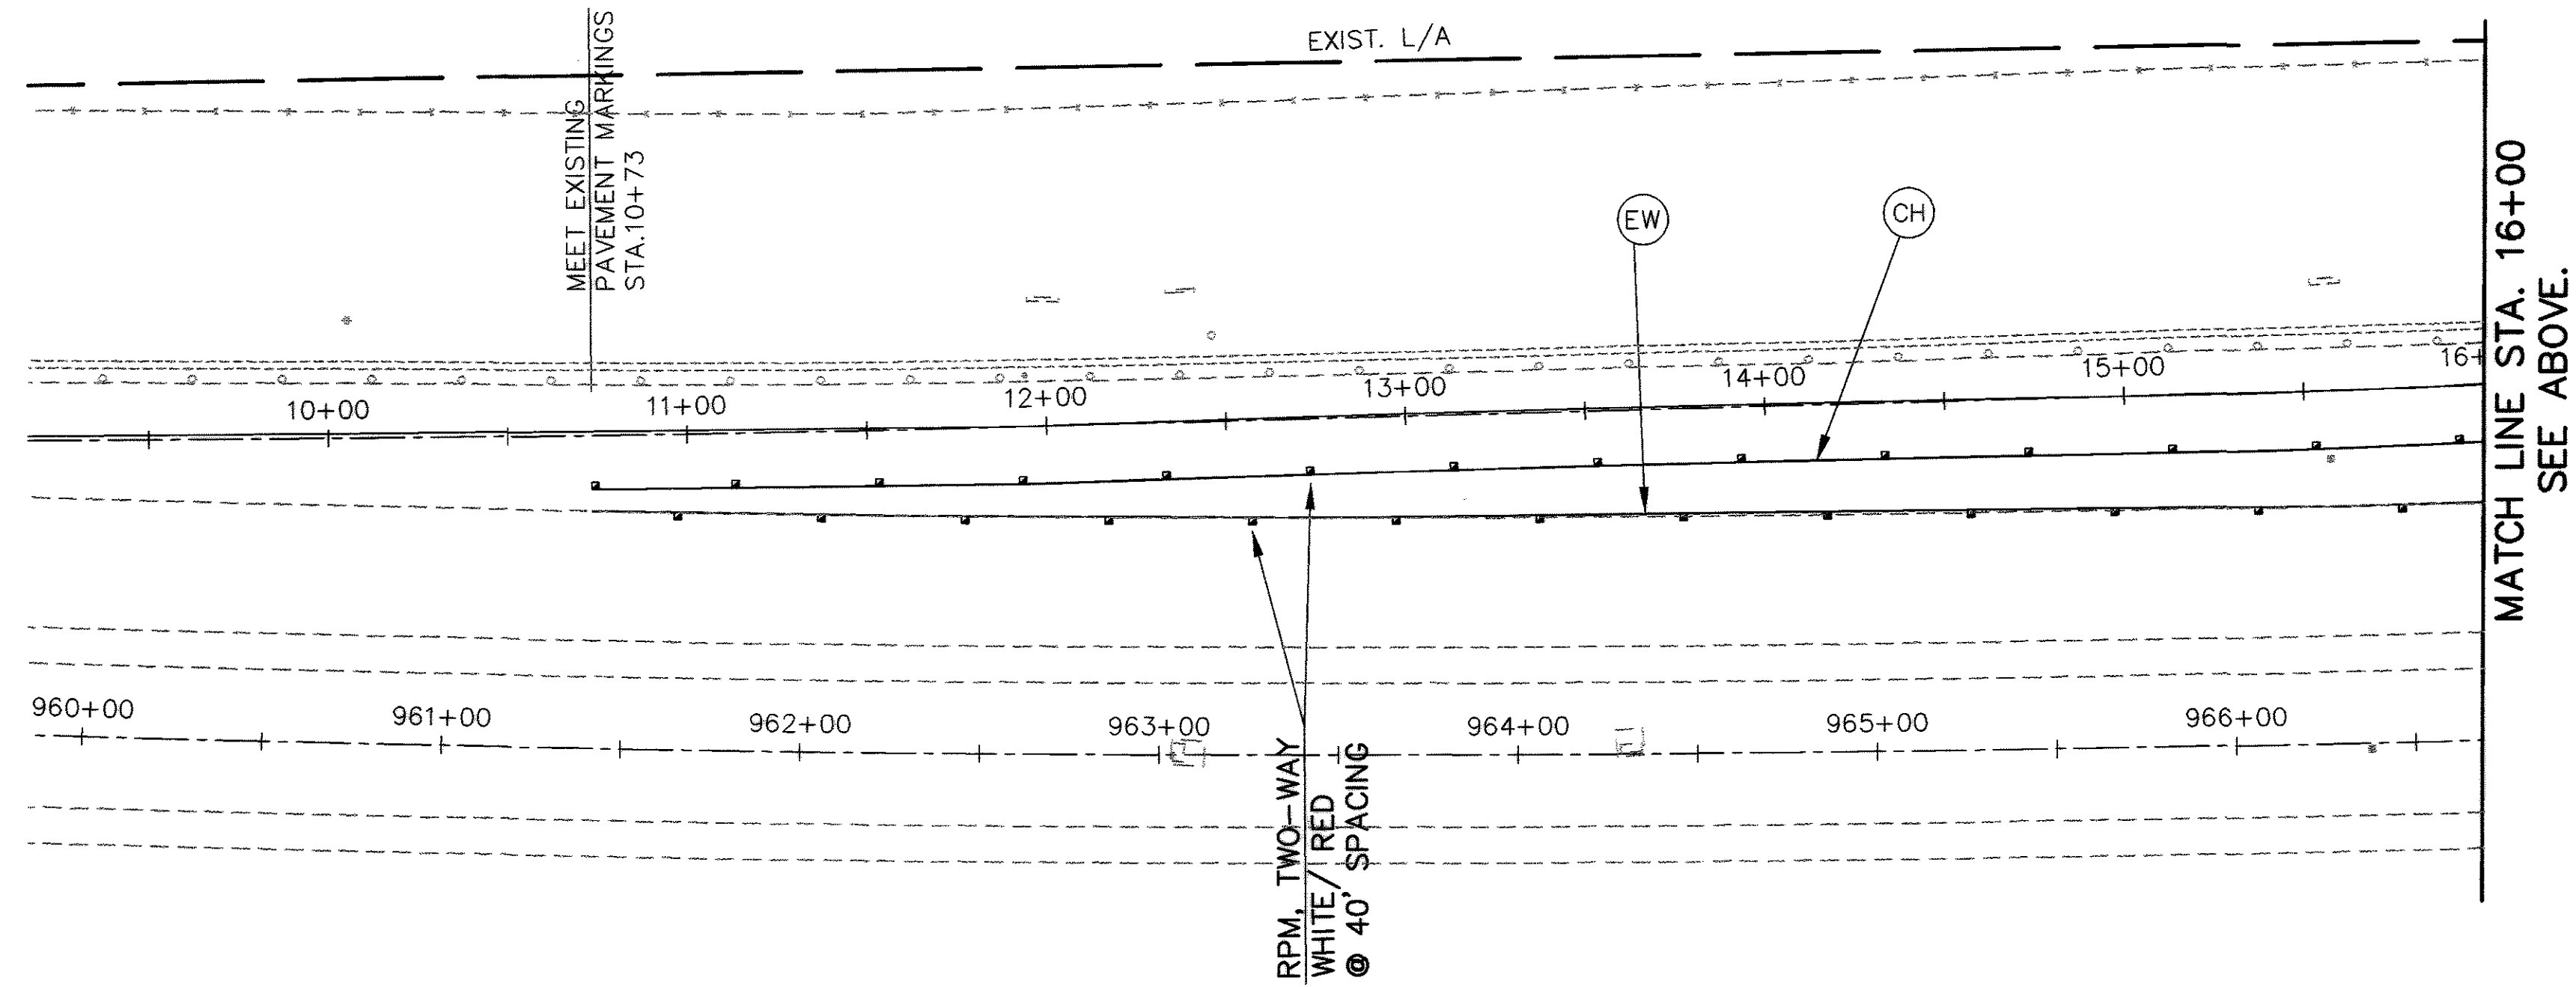 EXIST. L/A
MEET EXISTING
PAVEMENT MARKINGS
STA.10+73
EW
CH
10+00
11+00
12+00
13+00
14+00
15+00
16+
MATCH LINE STA. 16+00
SEE ABOVE.
960+00
961+00
962+00
963+00
964+00
965+00
966+00
RPM, TWO-WAY
WHITE/ RED
@ 40' SPACING